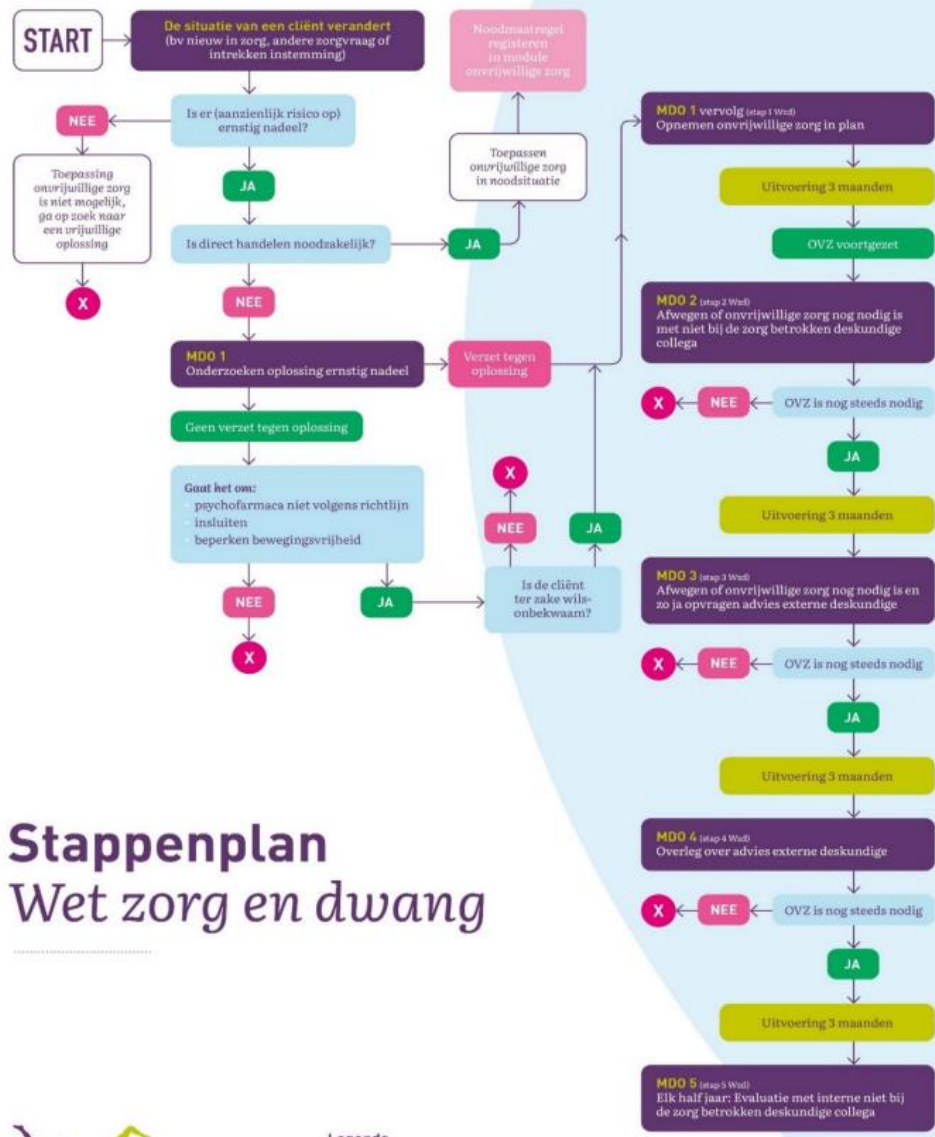 START
De situatie van een cliënt verandert
(bv nieuw in zorg, andere zorgvraag of
intrekken instemming)
Is er (aanzienlijk risico op)
ernstig nadeel?
NEE
Toepassing
onvrijwillige zorg
is niet mogelijk,
ga op zoek naar
een vrijwillige
oplossing
X
JA
Is direct handelen noodzakelijk?
JA
Toepassen
onvrijwillige zorg
in noodsituatie
Noodmaatregel
registeren
in module
onvrijwillige zorg
NEE
MDO 1
Onderzoeken oplossing ernstig nadeel
Verzet tegen
oplossing
Geen verzet tegen oplossing
Gaat het om:
psychofarmaca niet volgens richtlijn
insluiten
beperken bewegingsvrijheid
NEE
X
JA
Is de cliënt
ter zake wils-
onbekwaam?
NEE
X
JA
MDO 1 vervolg (stap 1 Wzd)
Opnemen onvrijwillige zorg in plan
Uitvoering 3 maanden
OVZ voortgezet
MDO 2 (stap 2 Wzd)
Afwegen of onvrijwillige zorg nog nodig is
met niet bij de zorg betrokken deskundige
collega
OVZ is nog steeds nodig
NEE
X
JA
Uitvoering 3 maanden
MDO 3 (stap 3 Wzd)
Afwegen of onvrijwillige zorg nog nodig is en
zo ja opvragen advies externe deskundige
OVZ is nog steeds nodig
NEE
X
JA
Uitvoering 3 maanden
MDO 4 (stap 4 Wzd)
Overleg over advies externe deskundige
OVZ is nog steeds nodig
NEE
X
JA
Uitvoering 3 maanden
MDO 5 (stap 5 Wzd)
Elk half jaar: Evaluatie met interne niet bij
de zorg betrokken deskundige collega
Stappenplan
Wet zorg en dwang
Legenda